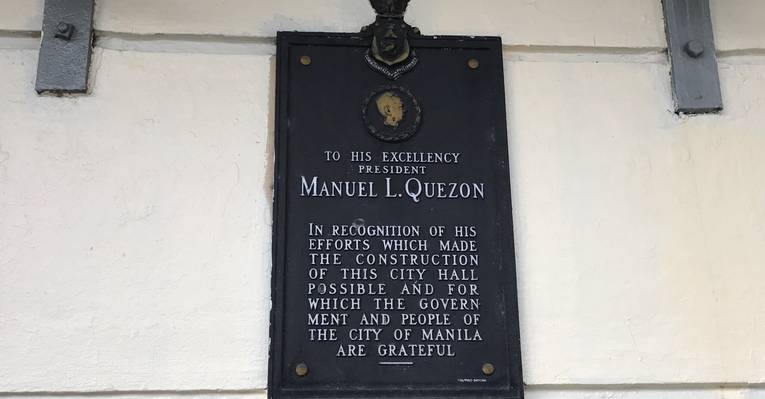 TO HIS EXCELLENCY
PRESIDENT
MANUEL L. QUEZON
IN RECOGNITION OF HIS
EFFORTS WHICH MADE
THE CONSTRUCTION
OF THIS CITY HALL
POSSIBLE AND FOR
WHICH THE GOVERN
MENT AND PEOPLE OF
THE CITY OF MANILA
ARE GRATEFUL